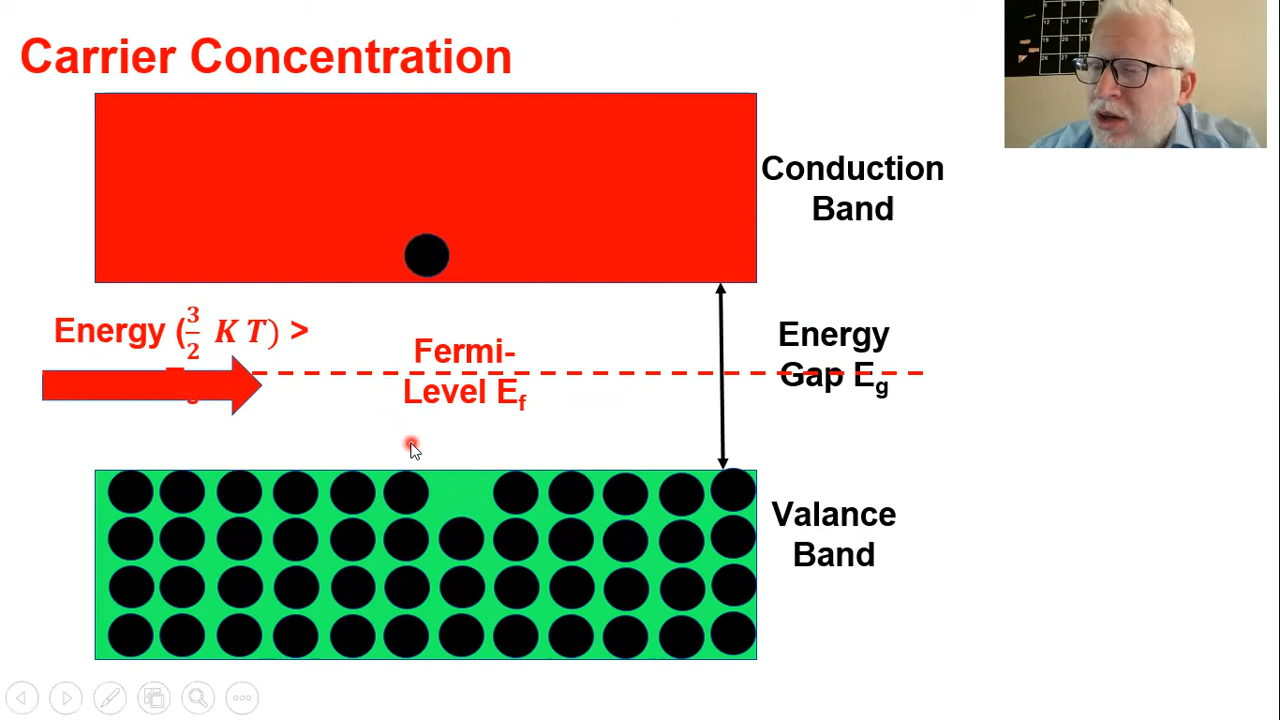 Carrier Concentration
Conduction
Band
Energy (3/2 K T) >
Fermi-
Level Ef
Energy
Gap Eg
Valance
Band